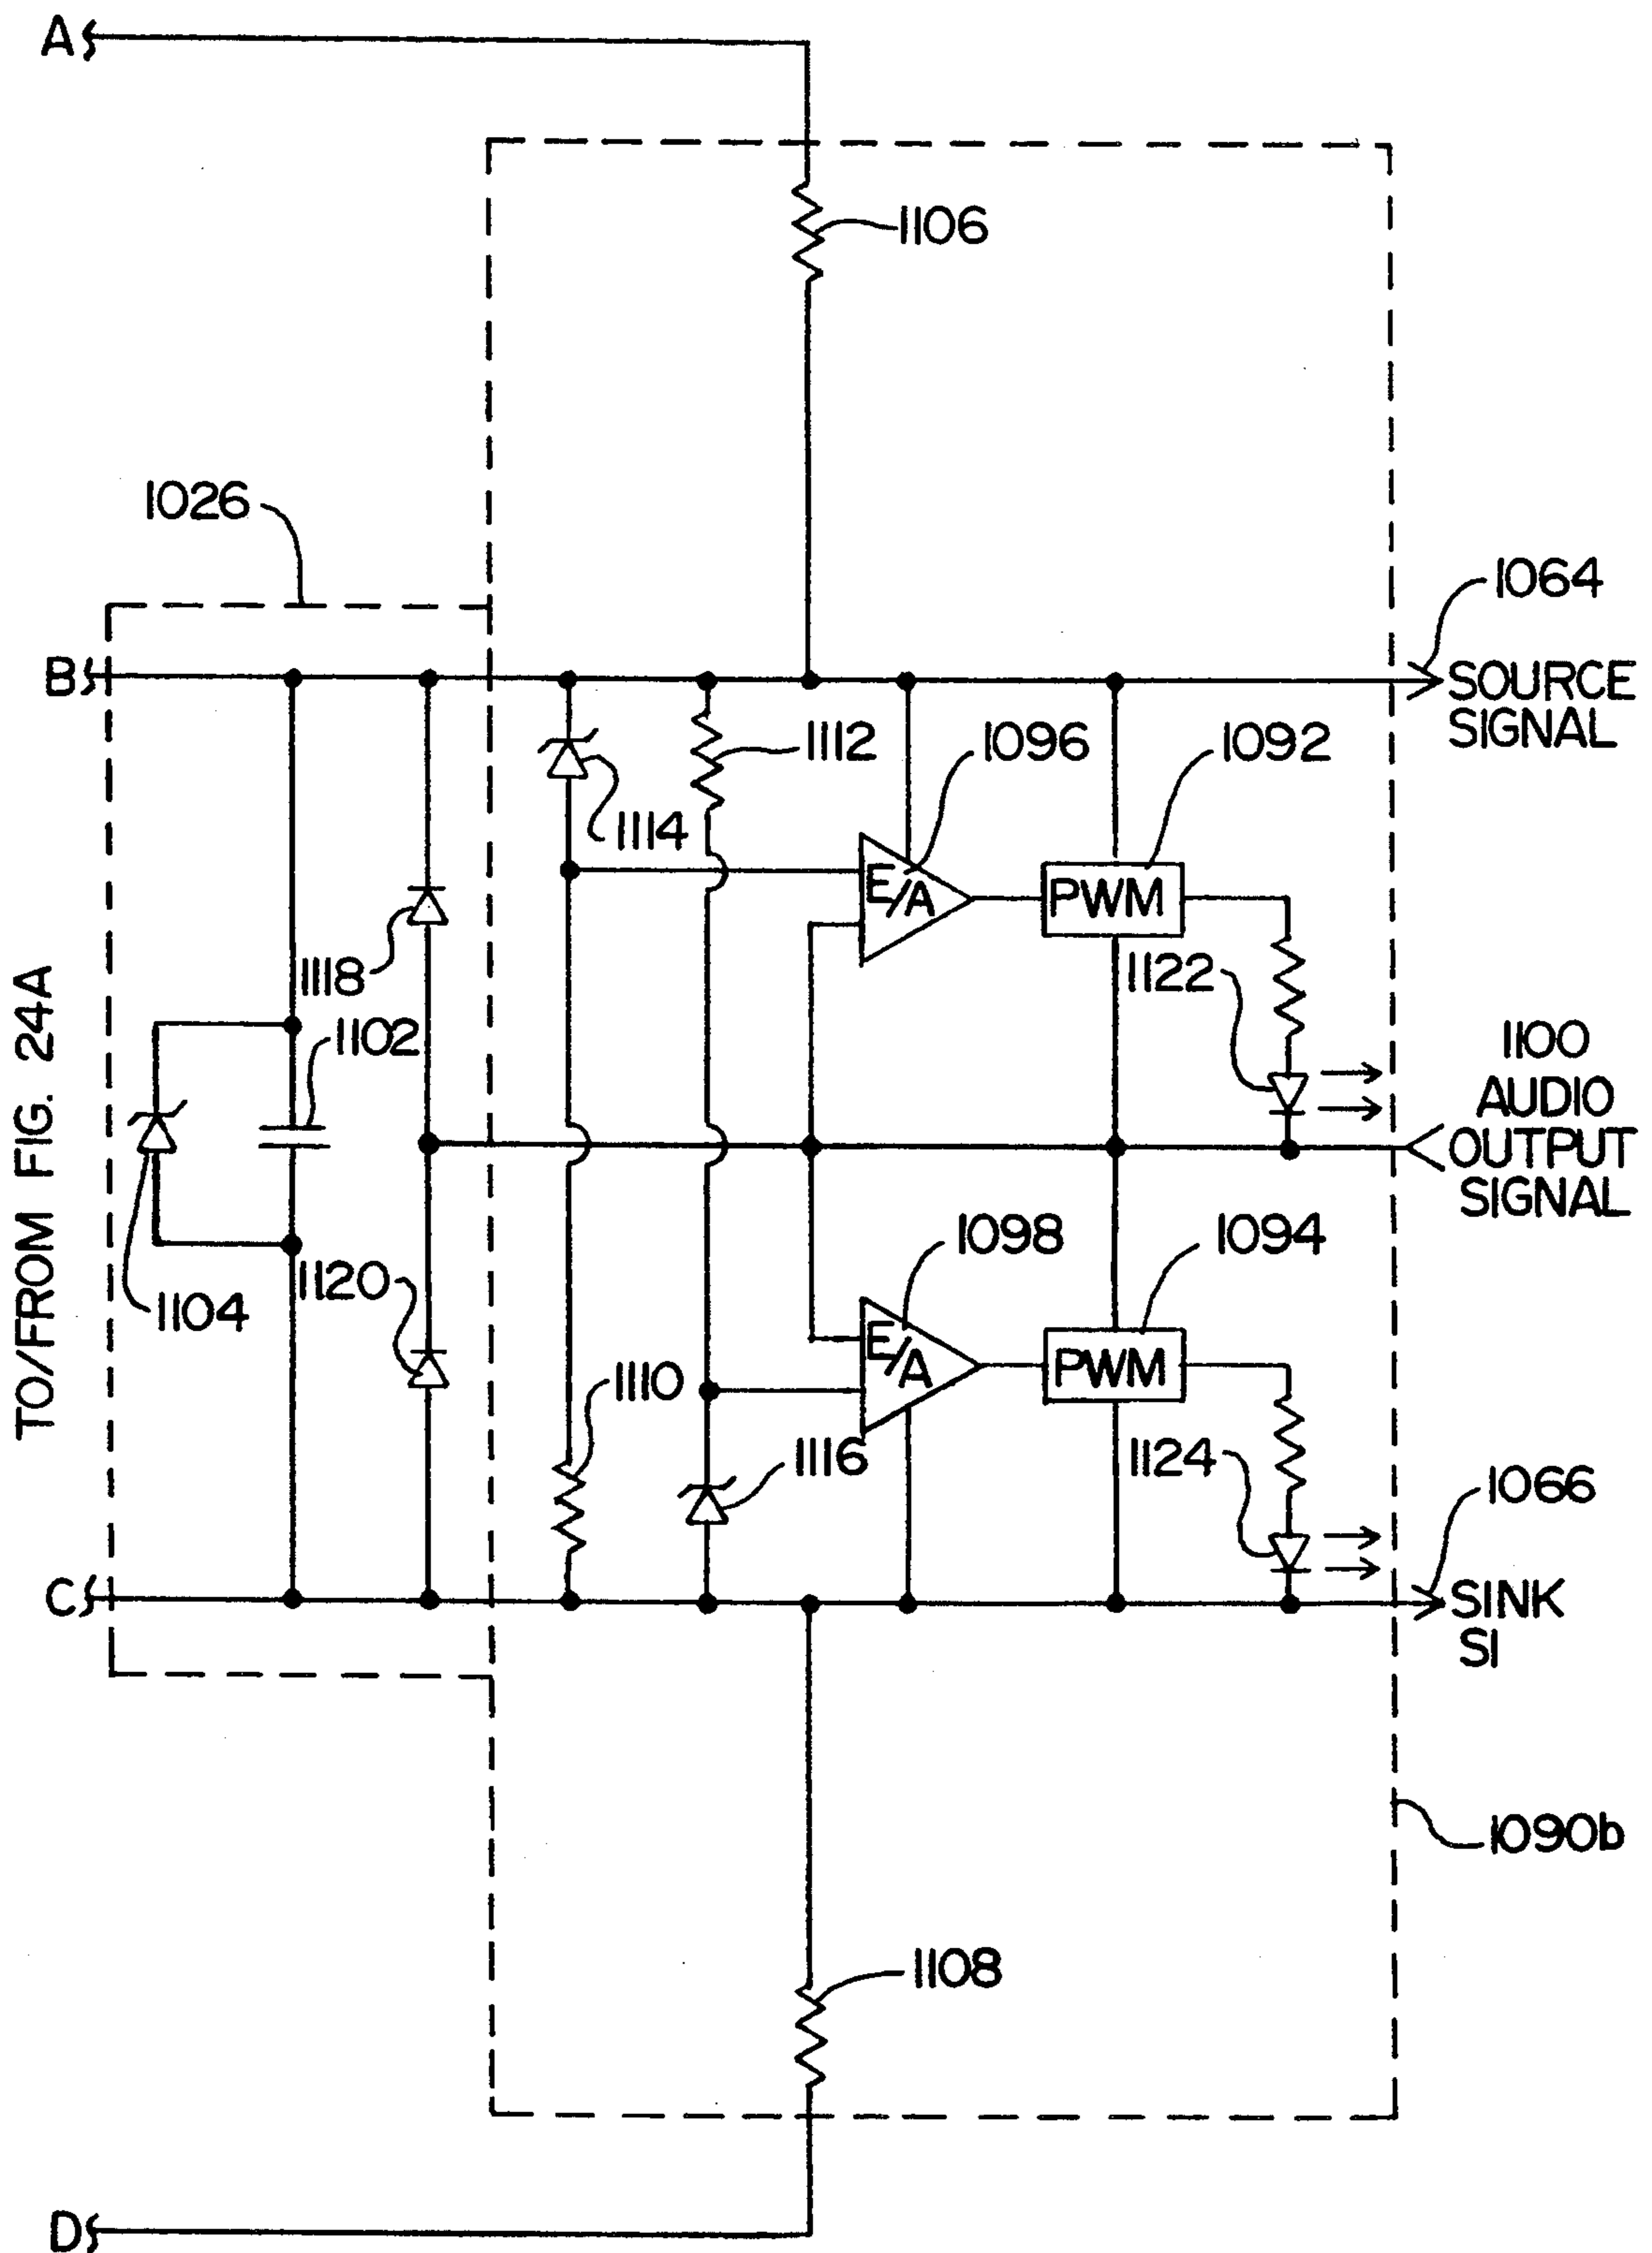 A
1106
1026
1064
B
SOURCE
SIGNAL
1112
1096
1092
1114
E/A
PWM
1118
1122
1102
1100
AUDIO
OUTPUT
SIGNAL
TO/FROM FIG. 24A
1104
1120
1098
1094
E/A
PWM
1110
1116
1124
1066
C
SINK
SI
1090b
1108
D